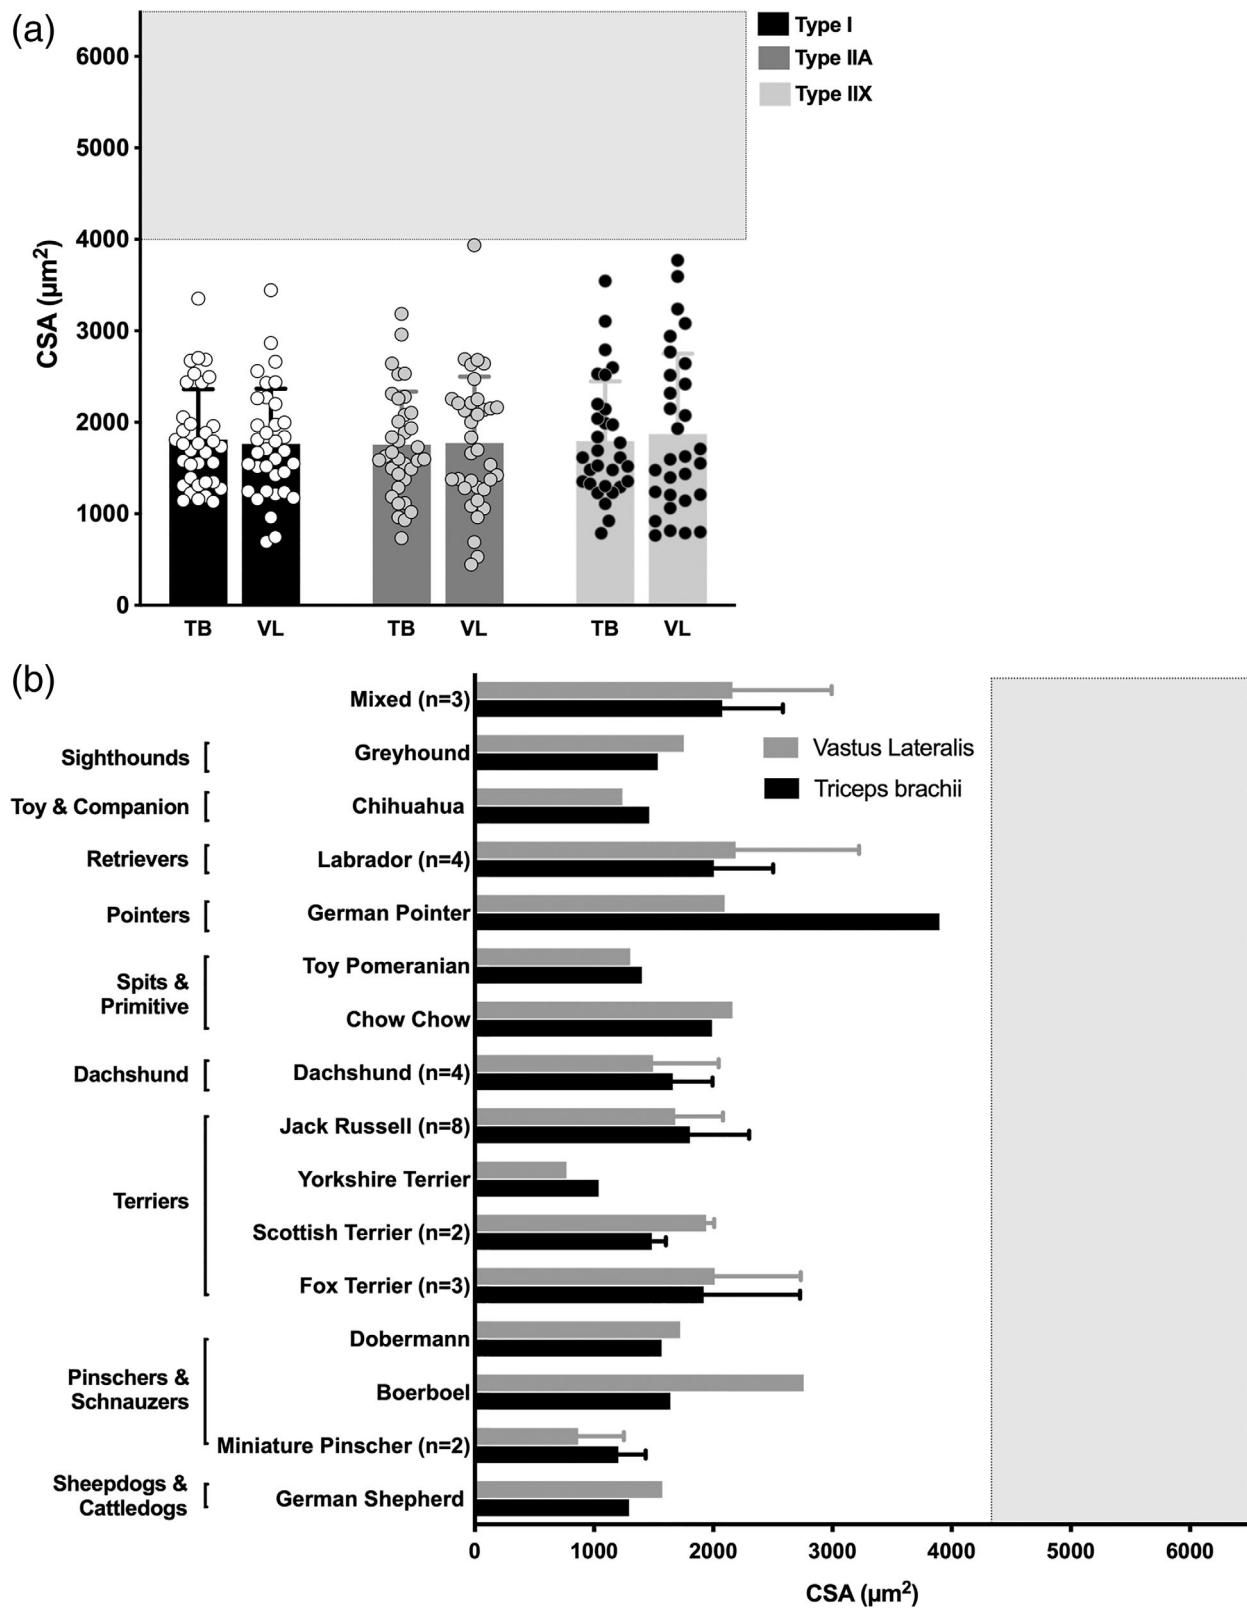 (a)
6000
5000
4000
3000
2000
1000
0
CSA (µm²)
TB
VL
TB
VL
TB
VL
Type I
Type IIA
Type IIX
(b)
Mixed (n=3)
Sighthounds
Greyhound
Toy & Companion
Chihuahua
Retrievers
Labrador (n=4)
Pointers
German Pointer
Spits &
Primitive
Toy Pomeranian
Chow Chow
Dachshund
Dachshund (n=4)
Terriers
Jack Russell (n=8)
Yorkshire Terrier
Scottish Terrier (n=2)
Fox Terrier (n=3)
Pinschers &
Schnauzers
Dobermann
Boerboel
Miniature Pinscher (n=2)
Sheepdogs &
Cattledogs
German Shepherd
Vastus Lateralis
Triceps brachii
0
1000
2000
3000
4000
5000
6000
CSA (µm²)